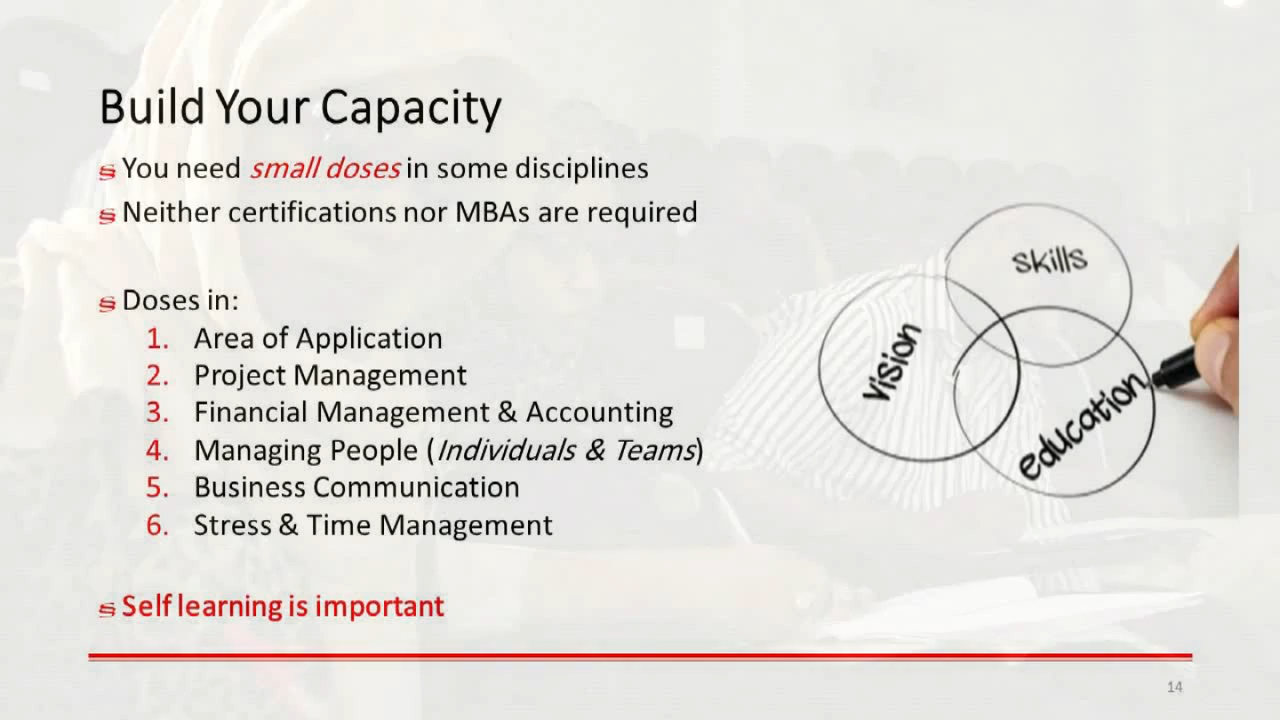 Build Your Capacity
You need small doses in some disciplines
Neither certifications nor MBAs are required
Doses in:
1. Area of Application
2. Project Management
3. Financial Management & Accounting
4. Managing People (Individuals & Teams)
5. Business Communication
6. Stress & Time Management
Self learning is important
skills
Vision
education
14